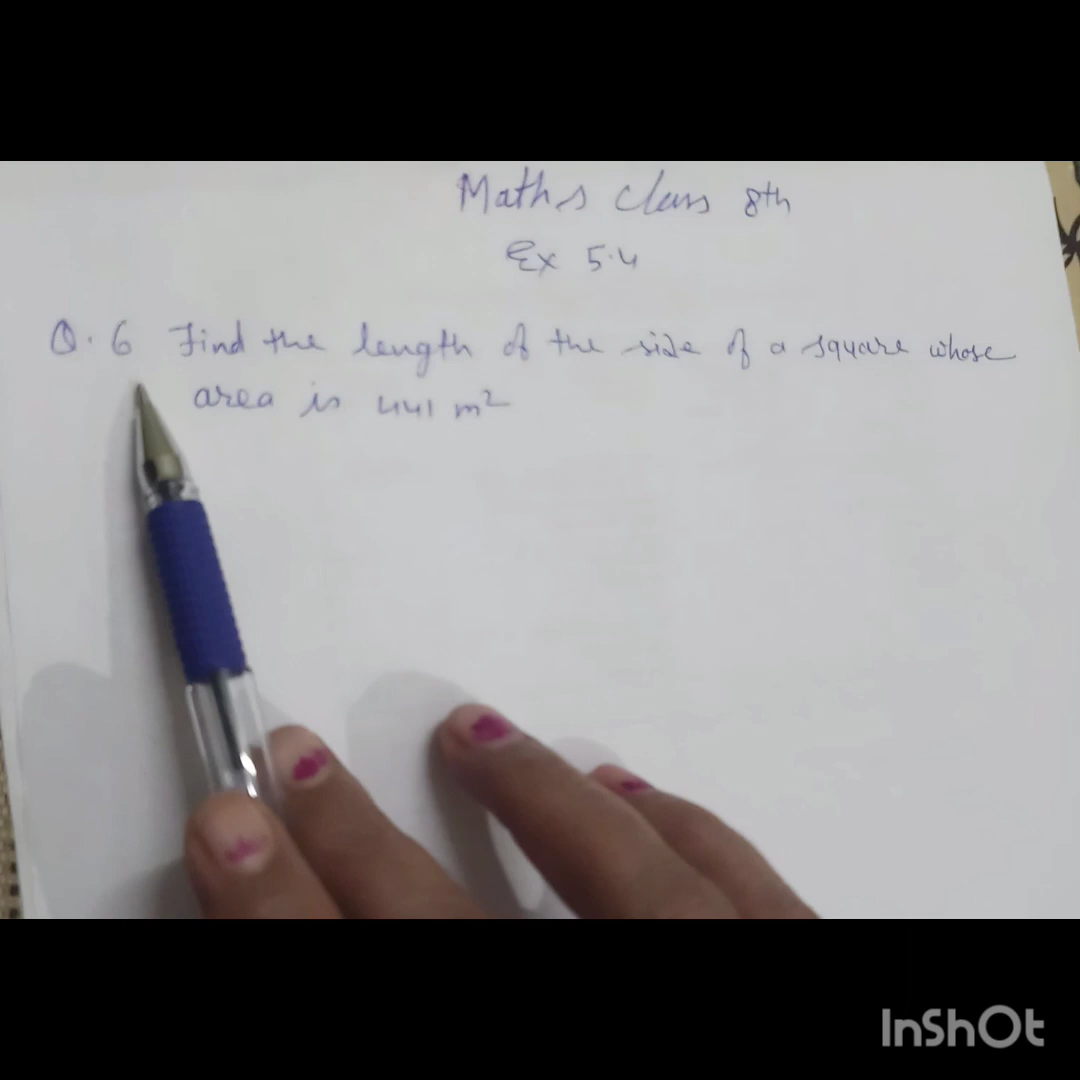 Maths class 8th
Ex 5.4
Q. 6 Find the length of the side of a square whose
area is 441 m²
InShOt